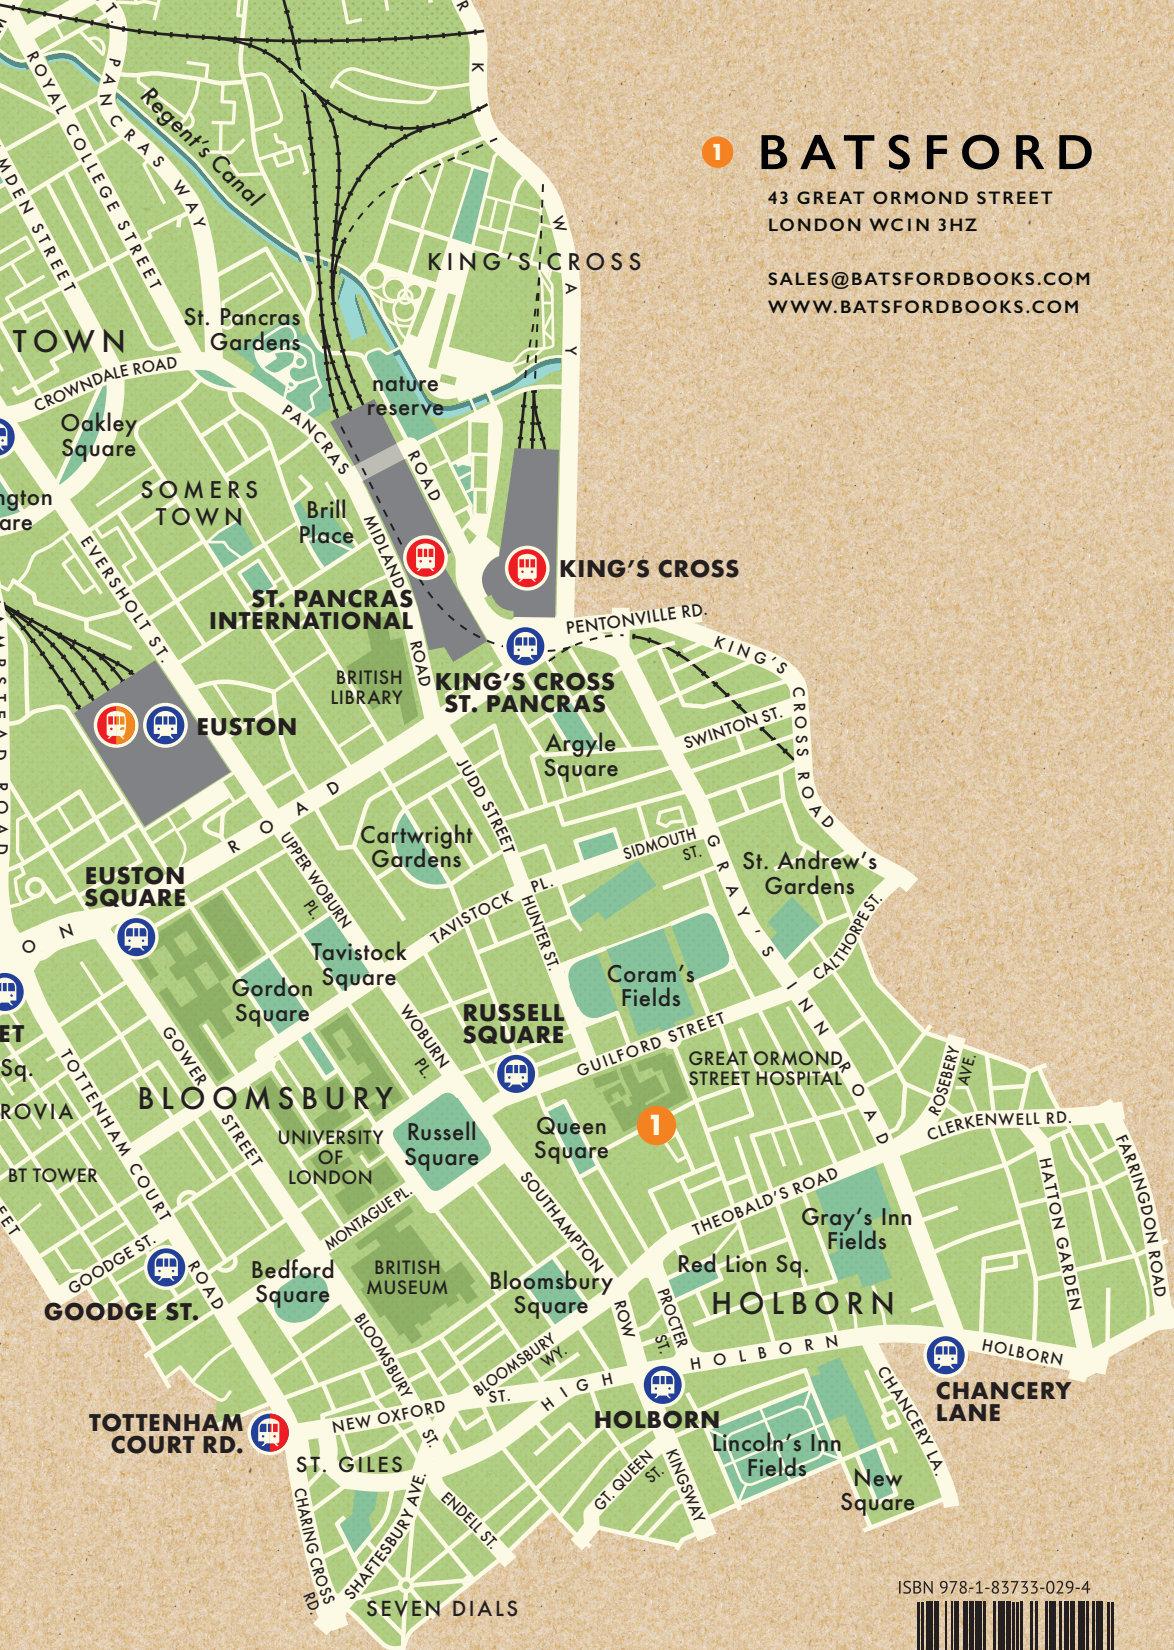 1 BATSFORD
43 GREAT ORMOND STREET
LONDON WC1N 3HZ
SALES@BATSFORDBOOKS.COM
WWW.BATSFORDBOOKS.COM
ROYAL COLLEGE STREET
PANCRAS WAY
Regent's Canal
KING'S CROSS
WAY
St. Pancras
Gardens
TOWN
CROWNDALE ROAD
nature
reserve
Oakley
Square
PANCRAS
ROAD
SOMERS
TOWN
Brill
Place
MIDLAND
ROAD
EVERSHOLT ST.
KING'S CROSS
ST. PANCRAS
INTERNATIONAL
PENTONVILLE RD.
KING'S CROSS ROAD
BRITISH
LIBRARY
KING'S CROSS
ST. PANCRAS
EUSTON
SWINTON ST.
Argyle
Square
JUDD STREET
ROAD
Cartwright
Gardens
UPPER WOBURN
PL.
SIDMOUTH
ST.
GRAY'S INN ROAD
St. Andrew's
Gardens
EUSTON
SQUARE
TAVISTOCK PL.
HUNTER ST.
CALTHORPE ST.
ON
Tavistock
Square
Gordon
Square
Coram's
Fields
WOBURN
PL.
RUSSELL
SQUARE
ET
Sq.
GOWER
STREET
TOTTENHAM COURT
ROAD
GUILFORD STREET
GREAT ORMOND
STREET HOSPITAL
ROSEBERY
AVE.
BLOOMSBURY
ROVIA
1
CLERKENWELL RD.
UNIVERSITY
OF
LONDON
Russell
Square
Queen
Square
BT TOWER
FARRINGDON ROAD
HATTON GARDEN
MONTAGUE PL.
SOUTHAMPTON
ROW
THEOBALD'S ROAD
Gray's Inn
Fields
GOODGE ST.
Bedford
Square
BRITISH
MUSEUM
Bloomsbury
Square
Red Lion Sq.
PROCTER
ST.
HOLBORN
GOODGE ST.
BLOOMSBURY
ST.
BLOOMSBURY
WY.
HIGH HOLBORN
HOLBORN
CHANCERY
LANE
CHANCERY LA.
NEW OXFORD ST.
HOLBORN
TOTTENHAM
COURT RD.
ST. GILES
Lincoln's Inn
Fields
GT. QUEEN
ST.
KINGSWAY
New
Square
CHARING CROSS
RD.
SHAFTESBURY AVE.
ENDELL ST.
SEVEN DIALS
ISBN 978-1-83733-029-4